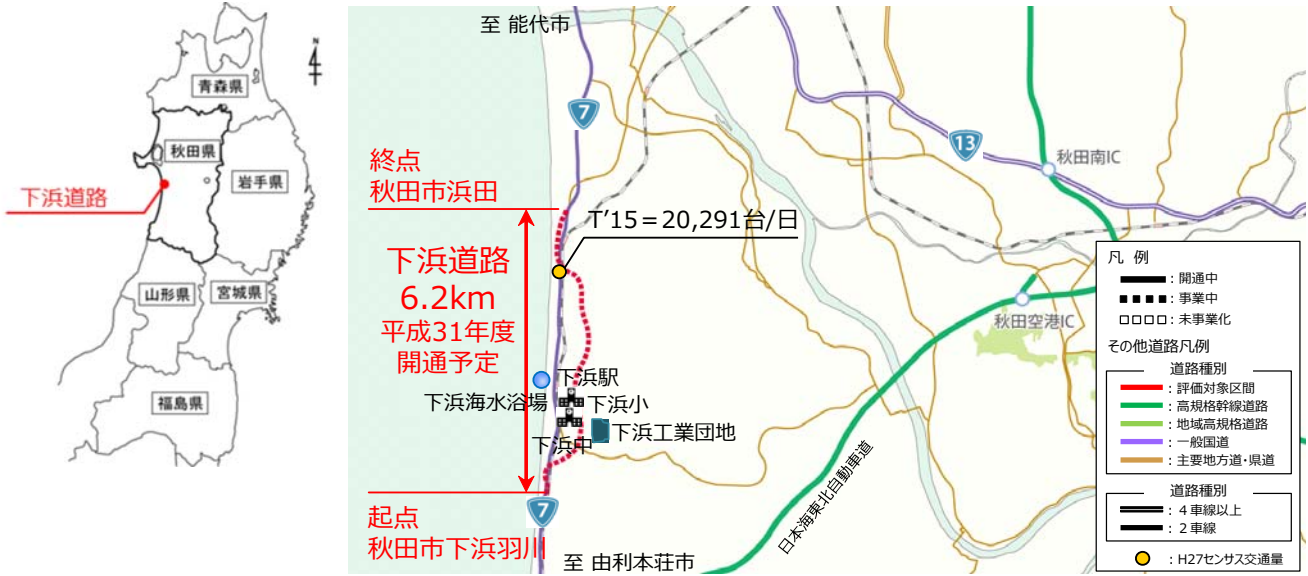 青森県
秋田県
岩手県
下浜道路
山形県
宮城県
福島県
至 能代市
7
13
秋田南IC
終点
秋田市浜田
T'15=20,291台/日
下浜道路
6.2km
平成31年度
開通予定
秋田空港IC
下浜駅
下浜海水浴場
下浜小
下浜工業団地
下浜中
日本海東北自動車道
7
起点
秋田市下浜羽川
至 由利本荘市
凡 例
:開通中
:事業中
:未事業化
その他道路凡例
道路種別
:評価対象区間
:高規格幹線道路
:地域高規格道路
:一般国道
:主要地方道・県道
道路種別
:4車線以上
:2車線
:H27センサス交通量